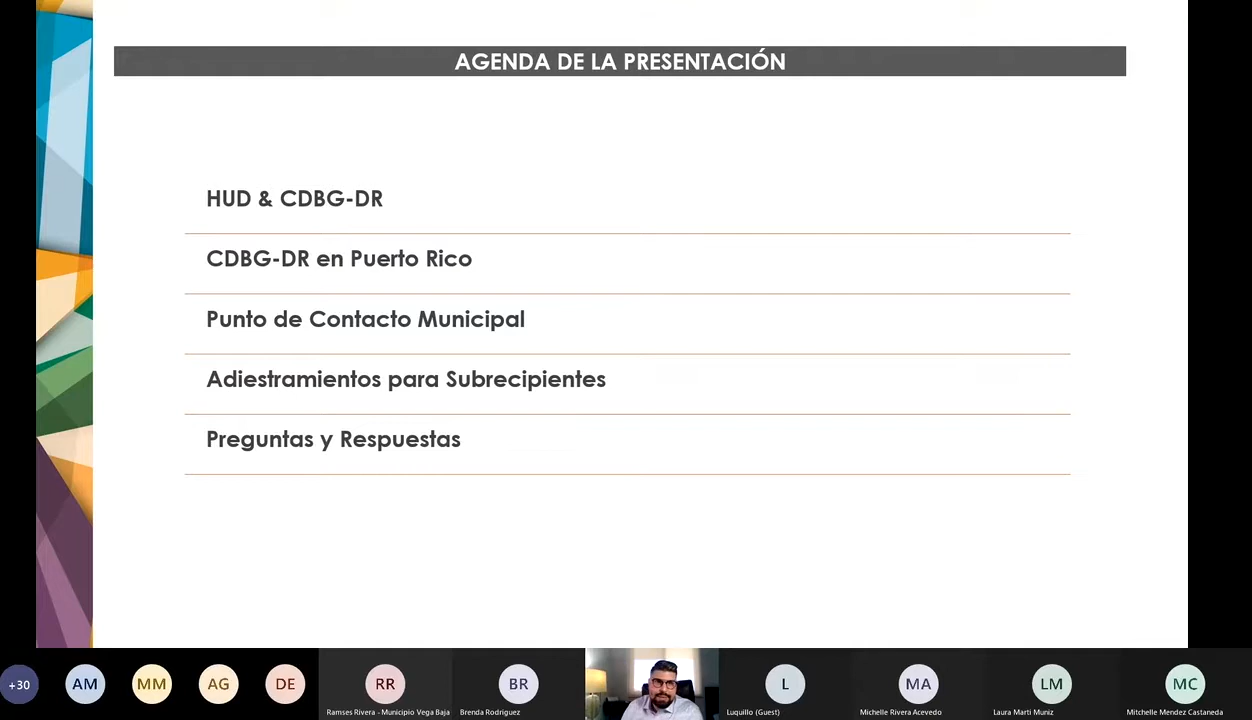 AGENDA DE LA PRESENTACIÓN
HUD & CDBG-DR
CDBG-DR en Puerto Rico
Punto de Contacto Municipal
Adiestramientos para Subrecipientes
Preguntas y Respuestas
+30
AM
MM
AG
DE
RR
BR
L
MA
LM
MC
Ramses Rivera - Municipio Vega Baja
Brenda Rodriguez
Luquillo (Guest)
Michelle Rivera Acevedo
Laura Marti Muniz
Mitchelle Mendez Castaneda